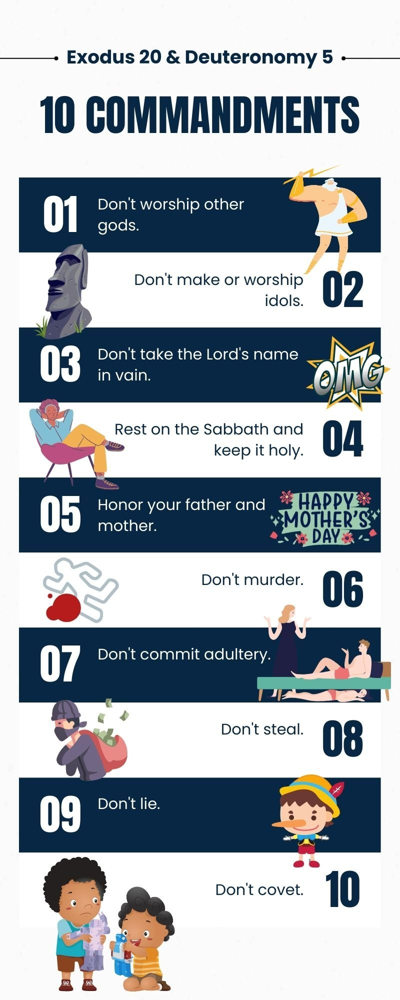 Exodus 20 & Deuteronomy 5
10 COMMANDMENTS
01
Don't worship other
gods.
Don't make or worship
idols.
02
03
Don't take the Lord's name
in vain.
OMG
Rest on the Sabbath and
keep it holy.
04
05
Honor your father and
mother.
HAPPY
MOTHER'S
DAY
Don't murder.
06
07
Don't commit adultery.
Don't steal.
08
09
Don't lie.
Don't covet.
10